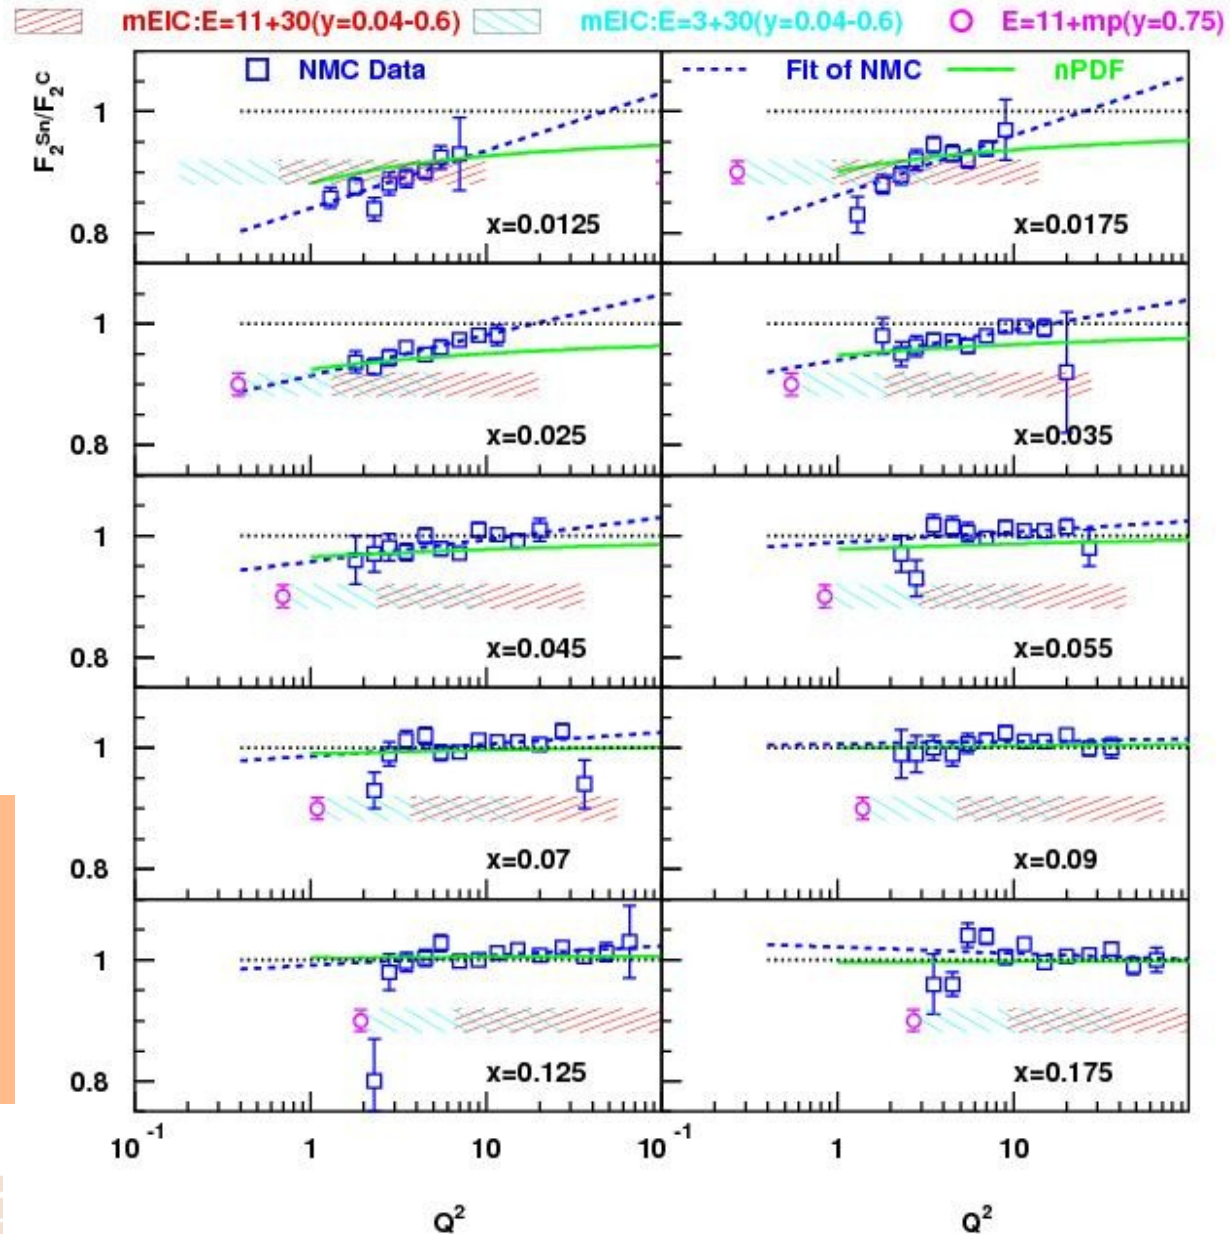 mEIC:E=11+30(y=0.04-0.6) mEIC:E=3+30(y=0.04-0.6) E=11+mp(y=0.75)
NMC Data Fit of NMC nPDF
F₂ˢⁿ/F₂ᶜ
1
0.8
x=0.0125 x=0.0175
1
0.8
x=0.025 x=0.035
1
0.8
x=0.045 x=0.055
1
0.8
x=0.07 x=0.09
1
0.8
x=0.125 x=0.175
10⁻¹ 1 10 10⁻¹ 1 10
Q² Q²